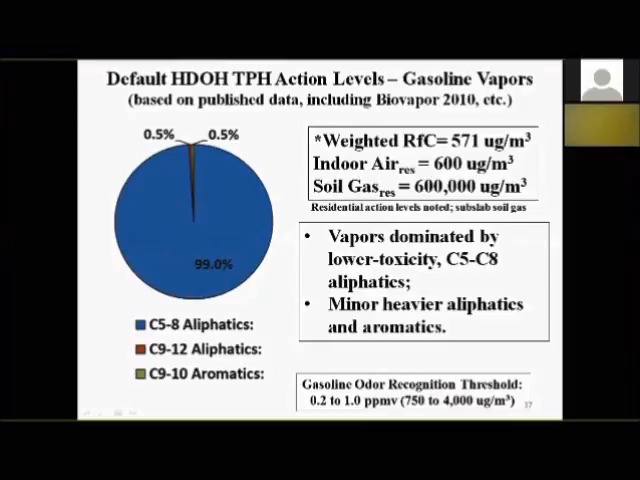 Default HDOH TPH Action Levels – Gasoline Vapors
(based on published data, including Biovapor 2010, etc.)
0.5%
0.5%
99.0%
C5-8 Aliphatics:
C9-12 Aliphatics:
C9-10 Aromatics:
*Weighted RfC= 571 ug/m3
Indoor Airres = 600 ug/m3
Soil Gasres = 600,000 ug/m3
Residential action levels noted; subslab soil gas
• Vapors dominated by
lower-toxicity, C5-C8
aliphatics;
• Minor heavier aliphatics
and aromatics.
Gasoline Odor Recognition Threshold:
0.2 to 1.0 ppmv (750 to 4,000 ug/m3)
37